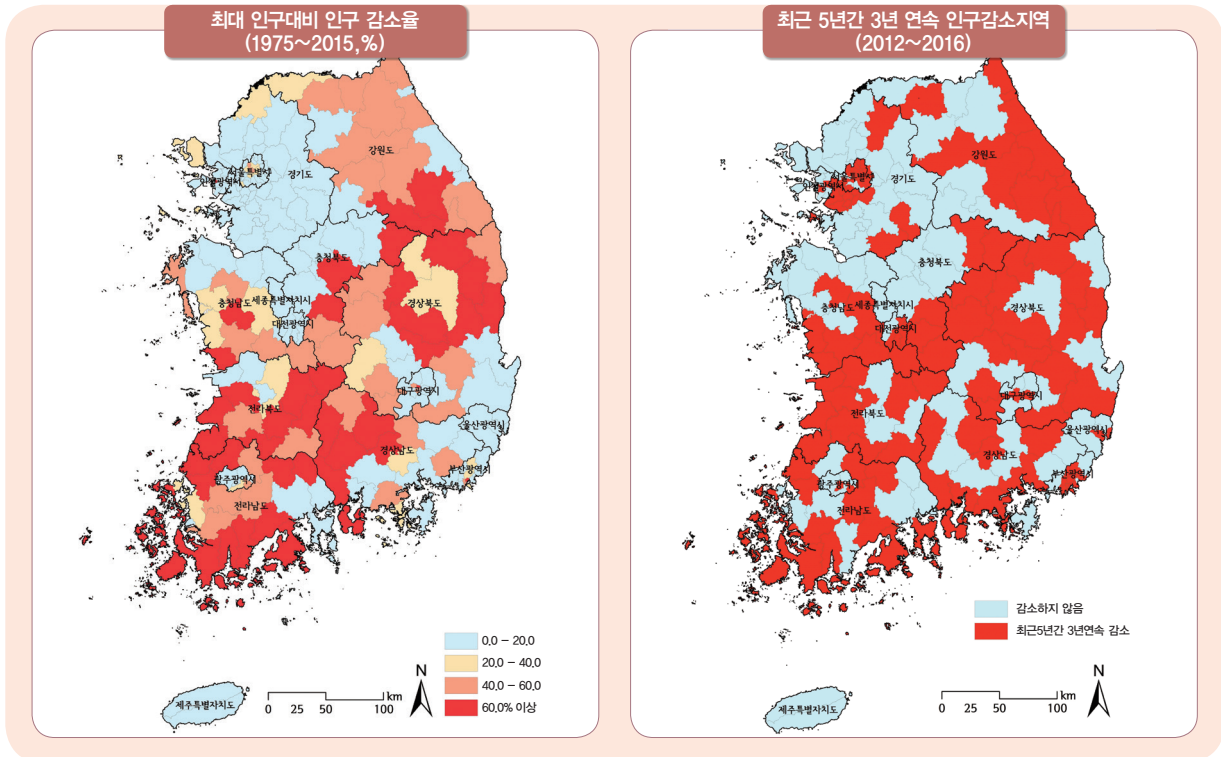 최대 인구대비 인구 감소율
(1975~2015,%)
강원도
서울특별시
인천광역시
경기도
충청북도
충청남도
세종특별자치시
경상북도
대전광역시
대구광역시
전라북도
울산광역시
경상남도
부산광역시
광주광역시
전라남도
제주특별자치도
0.0 - 20.0
20.0 - 40.0
40.0 - 60.0
60.0% 이상
N
km
0 25 50 100
최근 5년간 3년 연속 인구감소지역
(2012~2016)
강원도
서울특별시
인천광역시
경기도
충청북도
충청남도
세종특별자치시
경상북도
대전광역시
대구광역시
전라북도
울산광역시
경상남도
부산광역시
광주광역시
전라남도
제주특별자치도
감소하지 않음
최근5년간 3년연속 감소
N
km
0 25 50 100